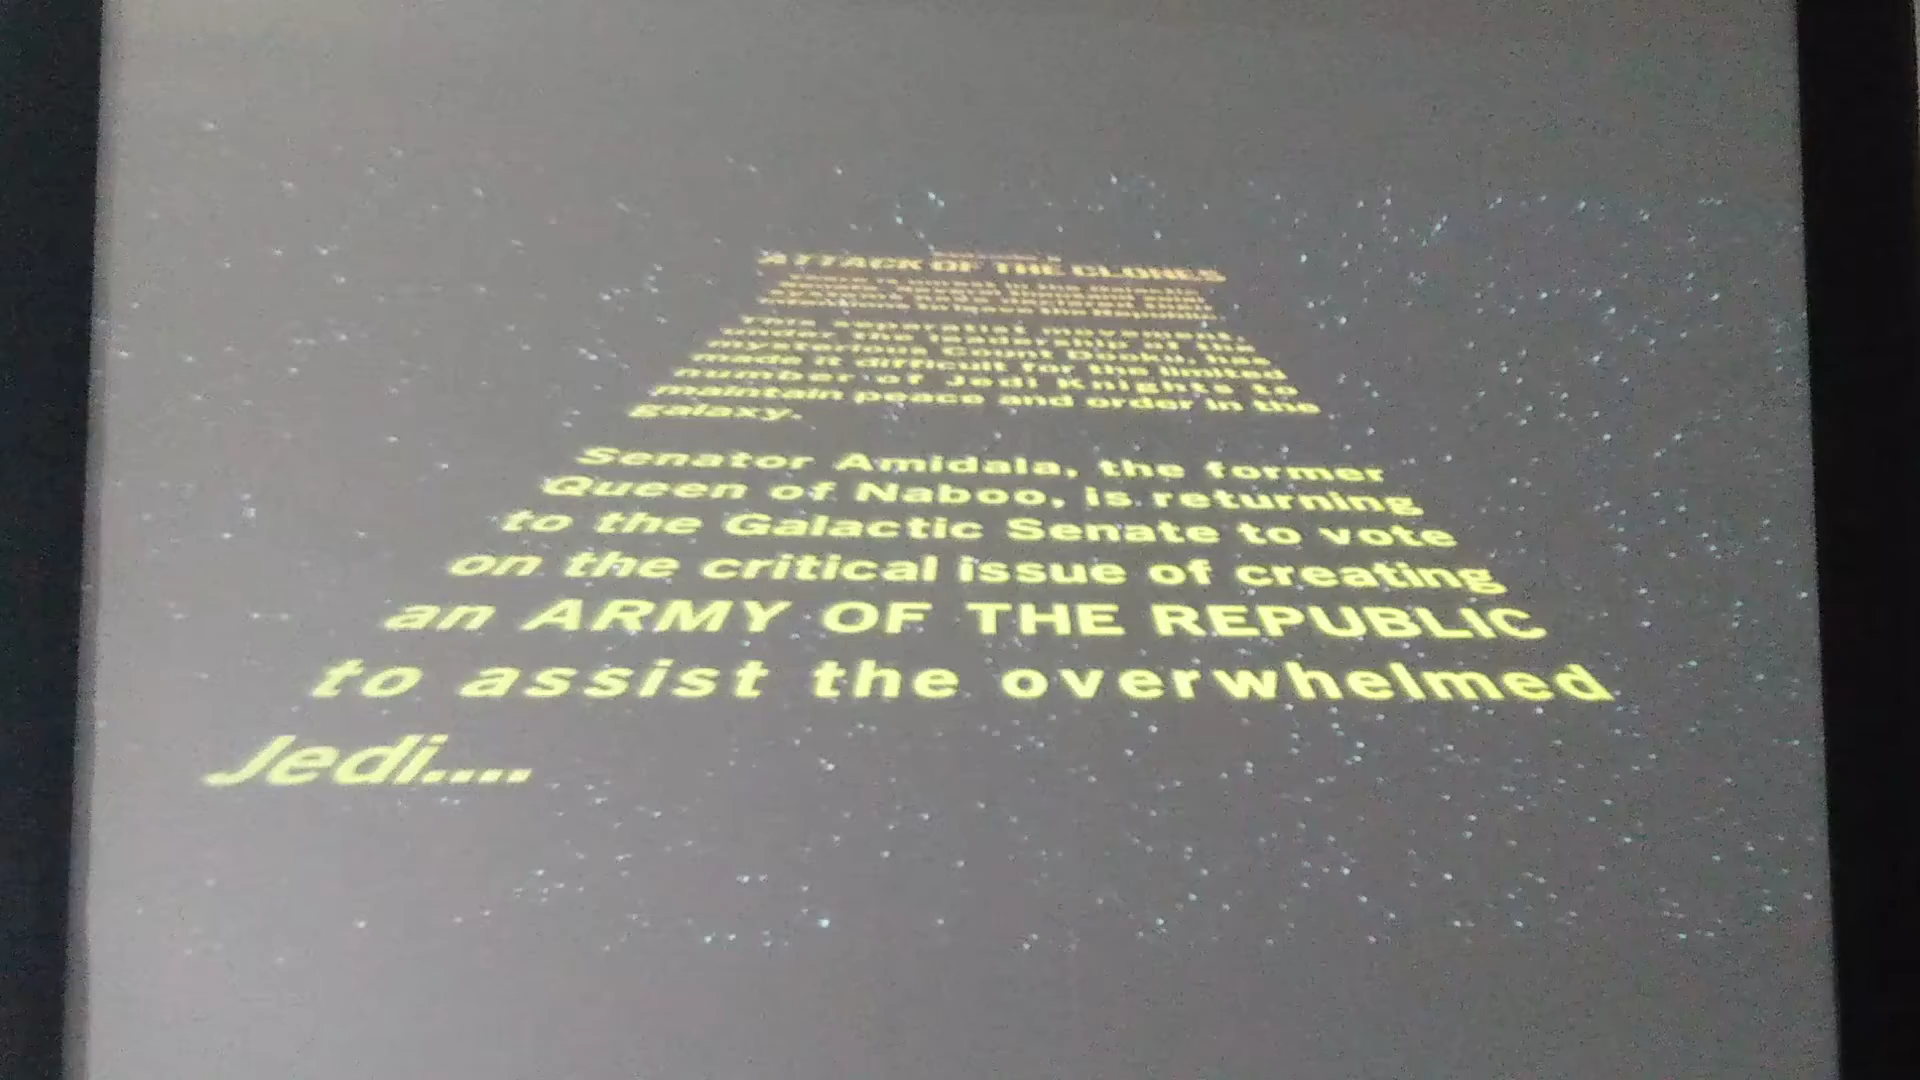 ATTACK OF THE CLONES
This separatist movement,
under the leadership of the
mysterious Count Dooku, has
made it difficult for the limited
number of Jedi Knights to
maintain peace and order in the
galaxy.
Senator Amidala, the former
Queen of Naboo, is returning
to the Galactic Senate to vote
on the critical issue of creating
an ARMY OF THE REPUBLIC
to assist the overwhelmed
Jedi....